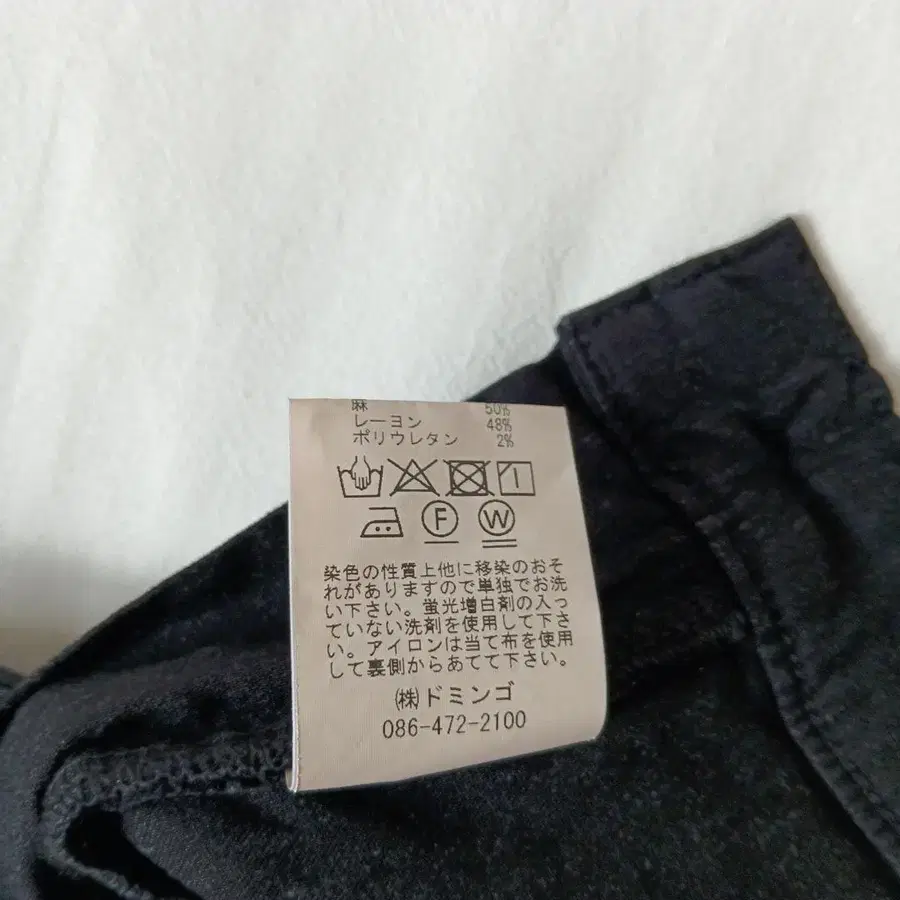 麻 50%
レーヨン 48%
ポリウレタン 2%
F W
染色の性質上他に移染のおそ
れがありますので単独でお洗
い下さい。蛍光増白剤の入っ
ていない洗剤を使用して下さ
い。アイロンは当て布を使用
して裏側からあてて下さい。
㈱ドミンゴ
086-472-2100